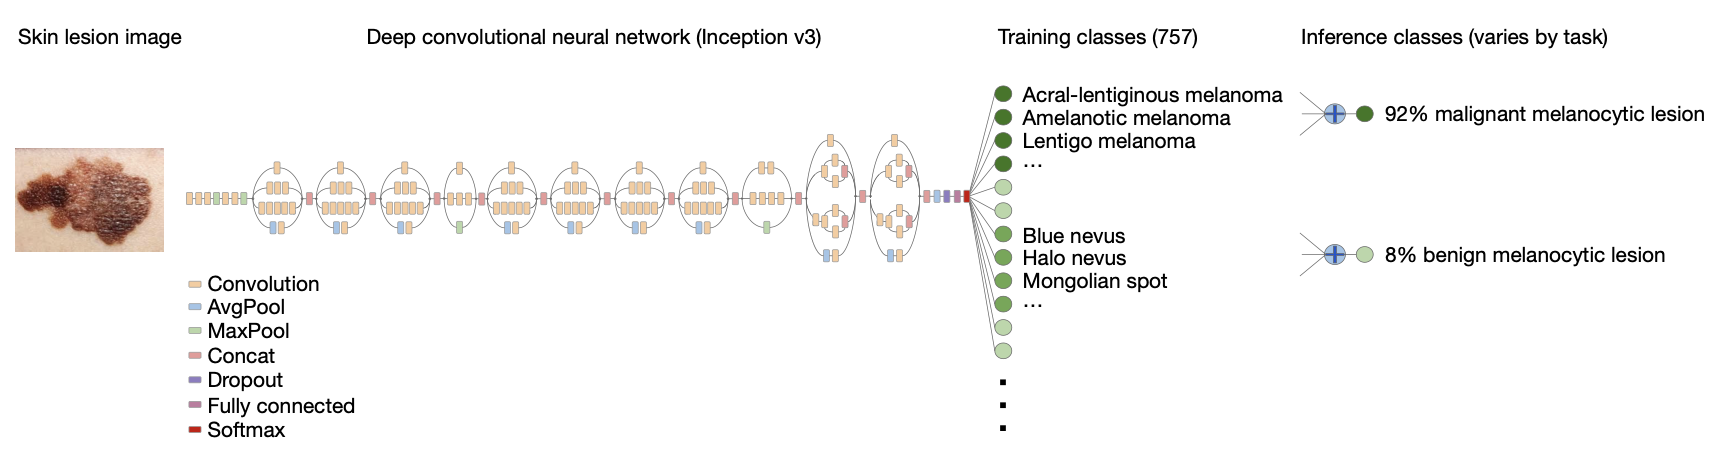 Skin lesion image
Deep convolutional neural network (Inception v3)
Training classes (757)
Inference classes (varies by task)
Acral-lentiginous melanoma
Amelanotic melanoma
Lentigo melanoma
...
Blue nevus
Halo nevus
Mongolian spot
...
92% malignant melanocytic lesion
8% benign melanocytic lesion
Convolution
AvgPool
MaxPool
Concat
Dropout
Fully connected
Softmax